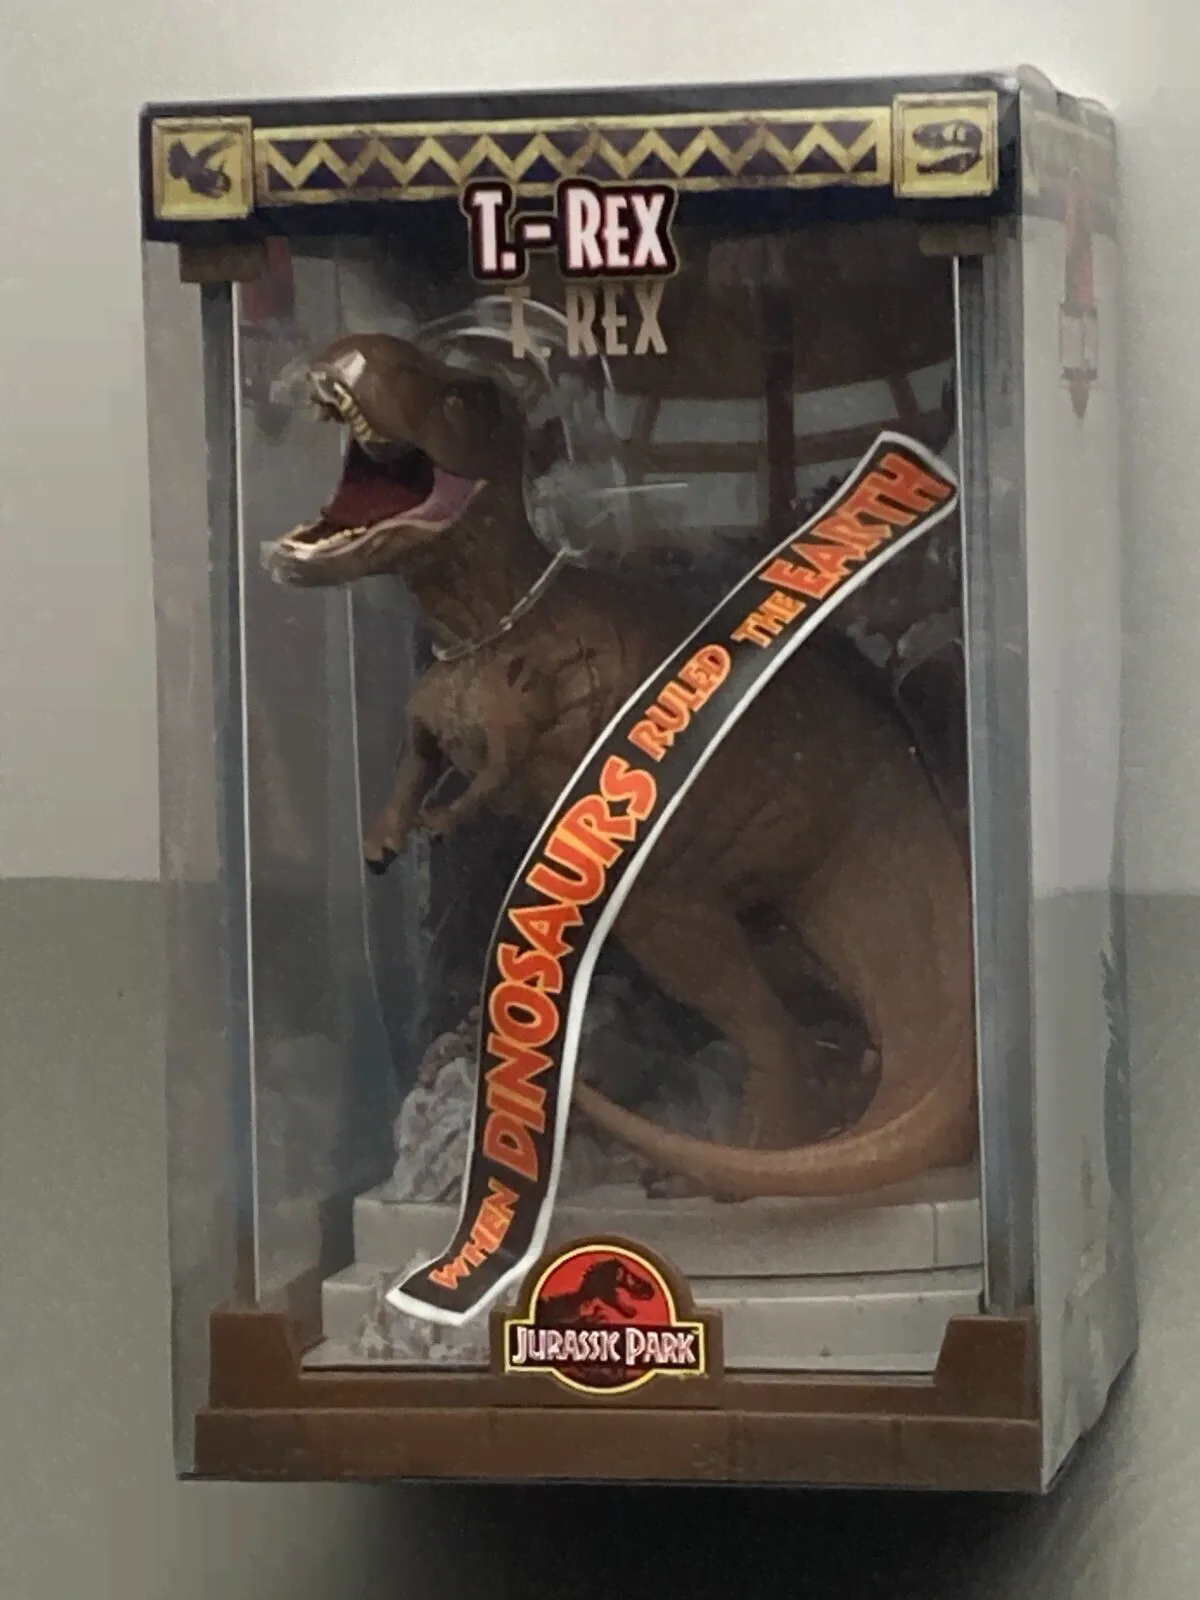 T.-REX
T. REX
WHEN DINOSAURS RULED THE EARTH
JURASSIC PARK